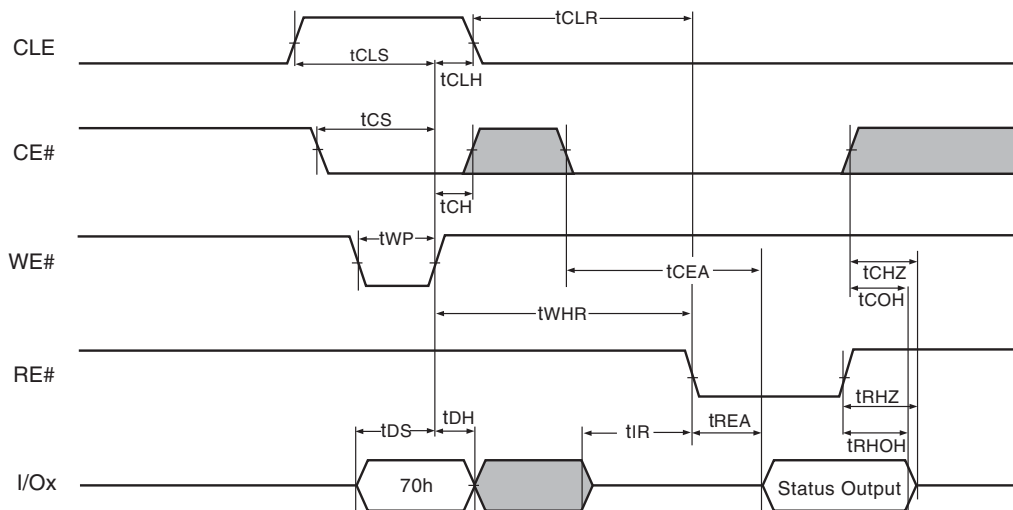 tCLR
CLE
tCLS
tCLH
tCS
CE#
tCH
tWP
WE#
tCEA
tCHZ
tCOH
tWHR
RE#
tRHZ
tDH
tDS
tIR
tREA
tRHOH
I/Ox
70h
Status Output